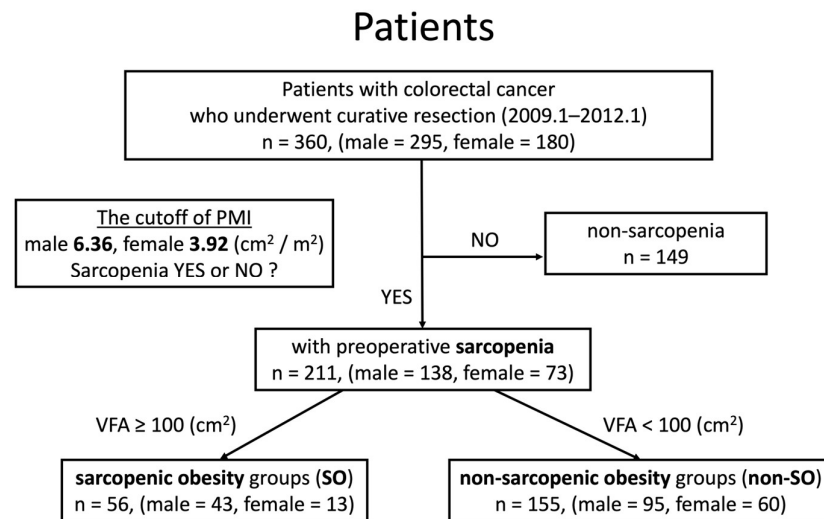 Patients
Patients with colorectal cancer
who underwent curative resection (2009.1–2012.1)
n = 360, (male = 295, female = 180)
The cutoff of PMI
male 6.36, female 3.92 (cm² / m²)
Sarcopenia YES or NO ?
NO
non-sarcopenia
n = 149
YES
with preoperative sarcopenia
n = 211, (male = 138, female = 73)
VFA ≥ 100 (cm²)
VFA < 100 (cm²)
sarcopenic obesity groups (SO)
n = 56, (male = 43, female = 13)
non-sarcopenic obesity groups (non-SO)
n = 155, (male = 95, female = 60)